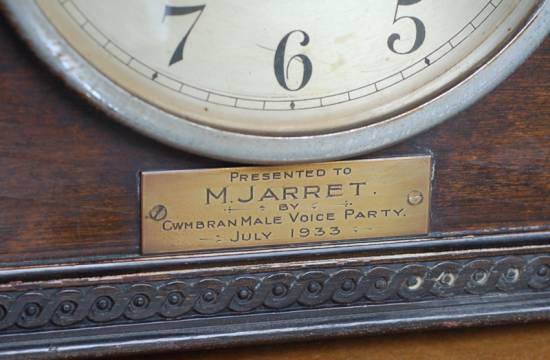 7 6 5
PRESENTED TO
M. JARRET.
BY
CWMBRAN MALE VOICE PARTY.
JULY 1933